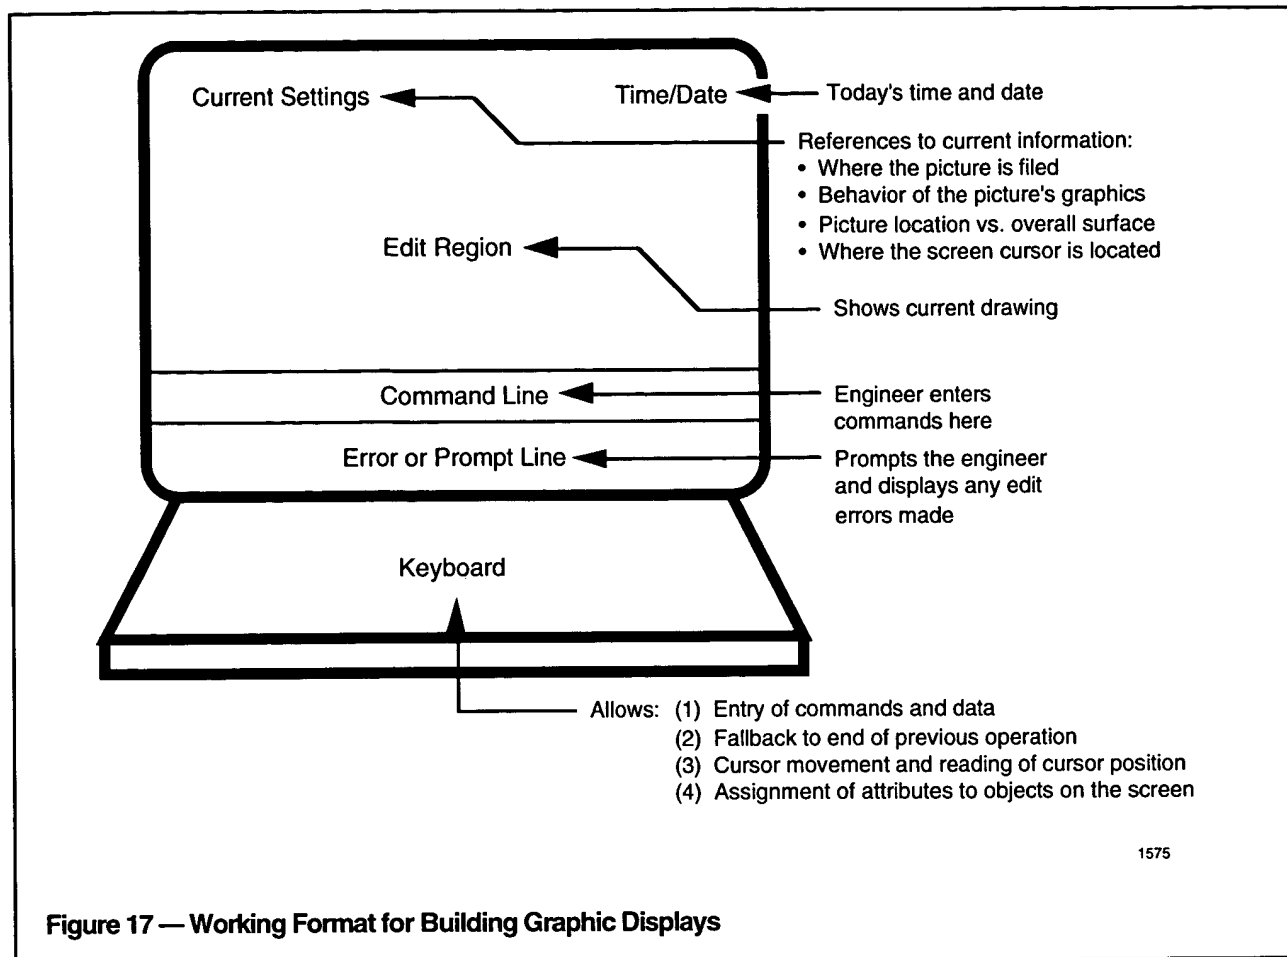 Current Settings
Time/Date
Today's time and date
References to current information:
• Where the picture is filed
• Behavior of the picture's graphics
• Picture location vs. overall surface
• Where the screen cursor is located
Edit Region
Shows current drawing
Command Line
Engineer enters
commands here
Error or Prompt Line
Prompts the engineer
and displays any edit
errors made
Keyboard
Allows: (1) Entry of commands and data
(2) Fallback to end of previous operation
(3) Cursor movement and reading of cursor position
(4) Assignment of attributes to objects on the screen
1575
Figure 17 — Working Format for Building Graphic Displays